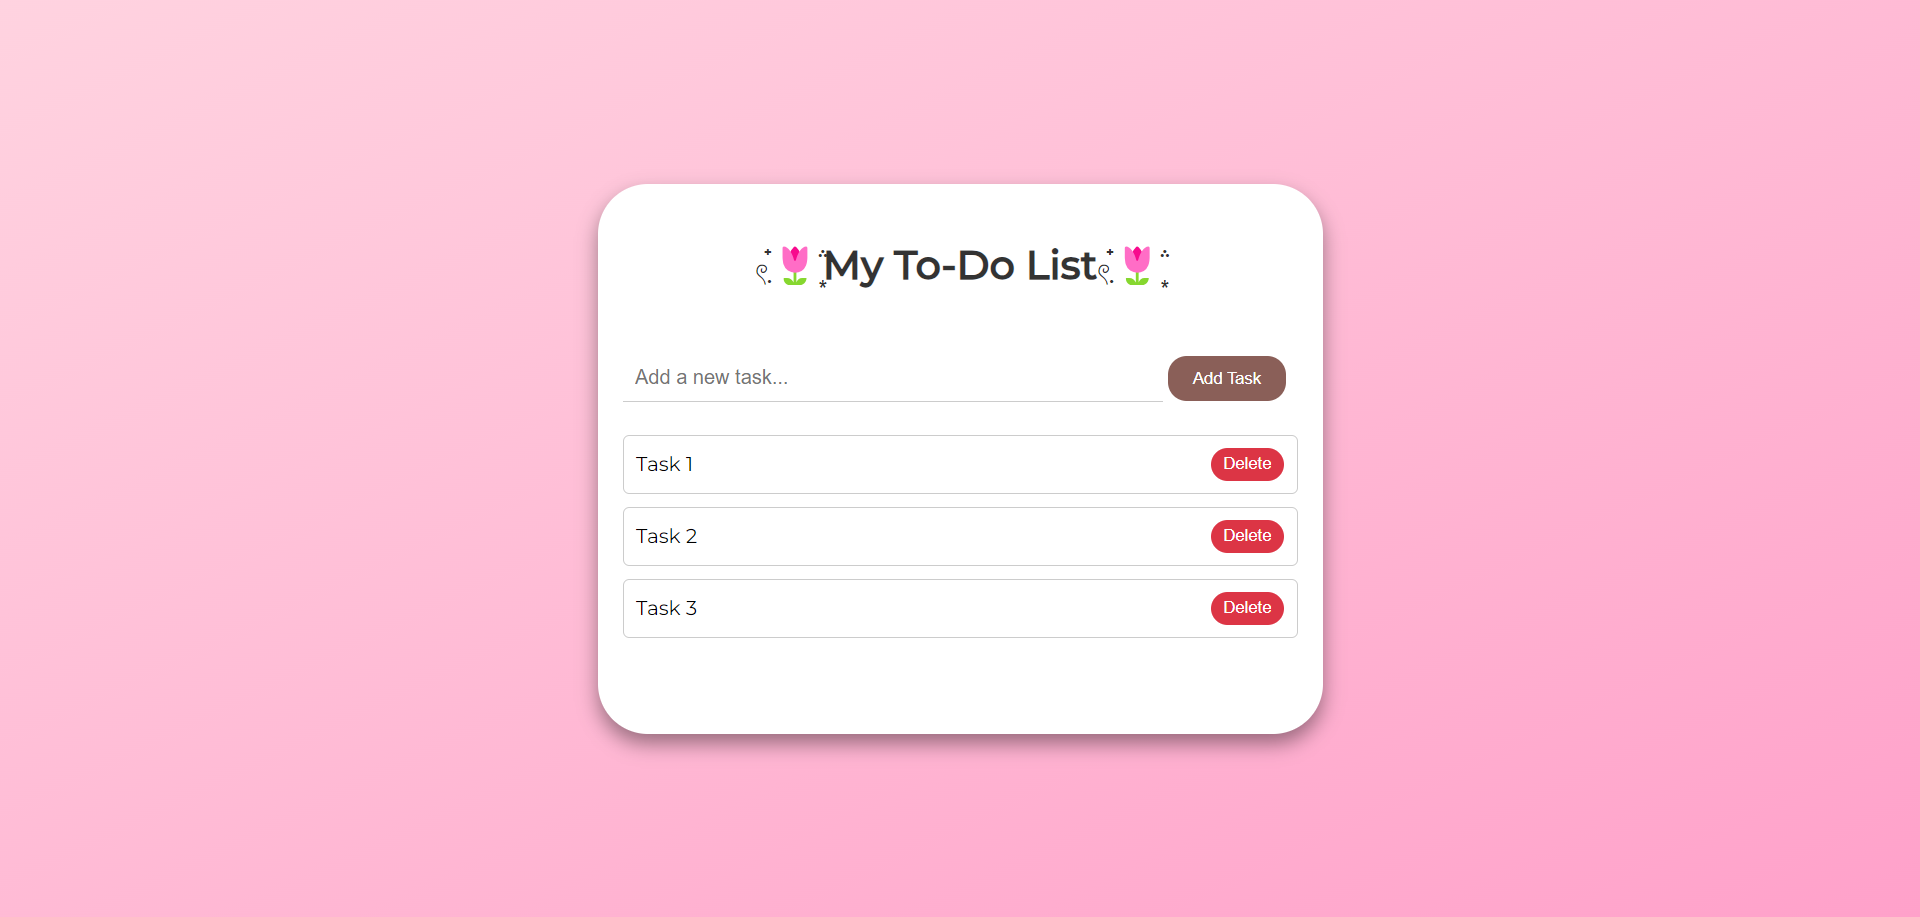 My To-Do List
Add a new task...
Add Task
Task 1
Delete
Task 2
Delete
Task 3
Delete